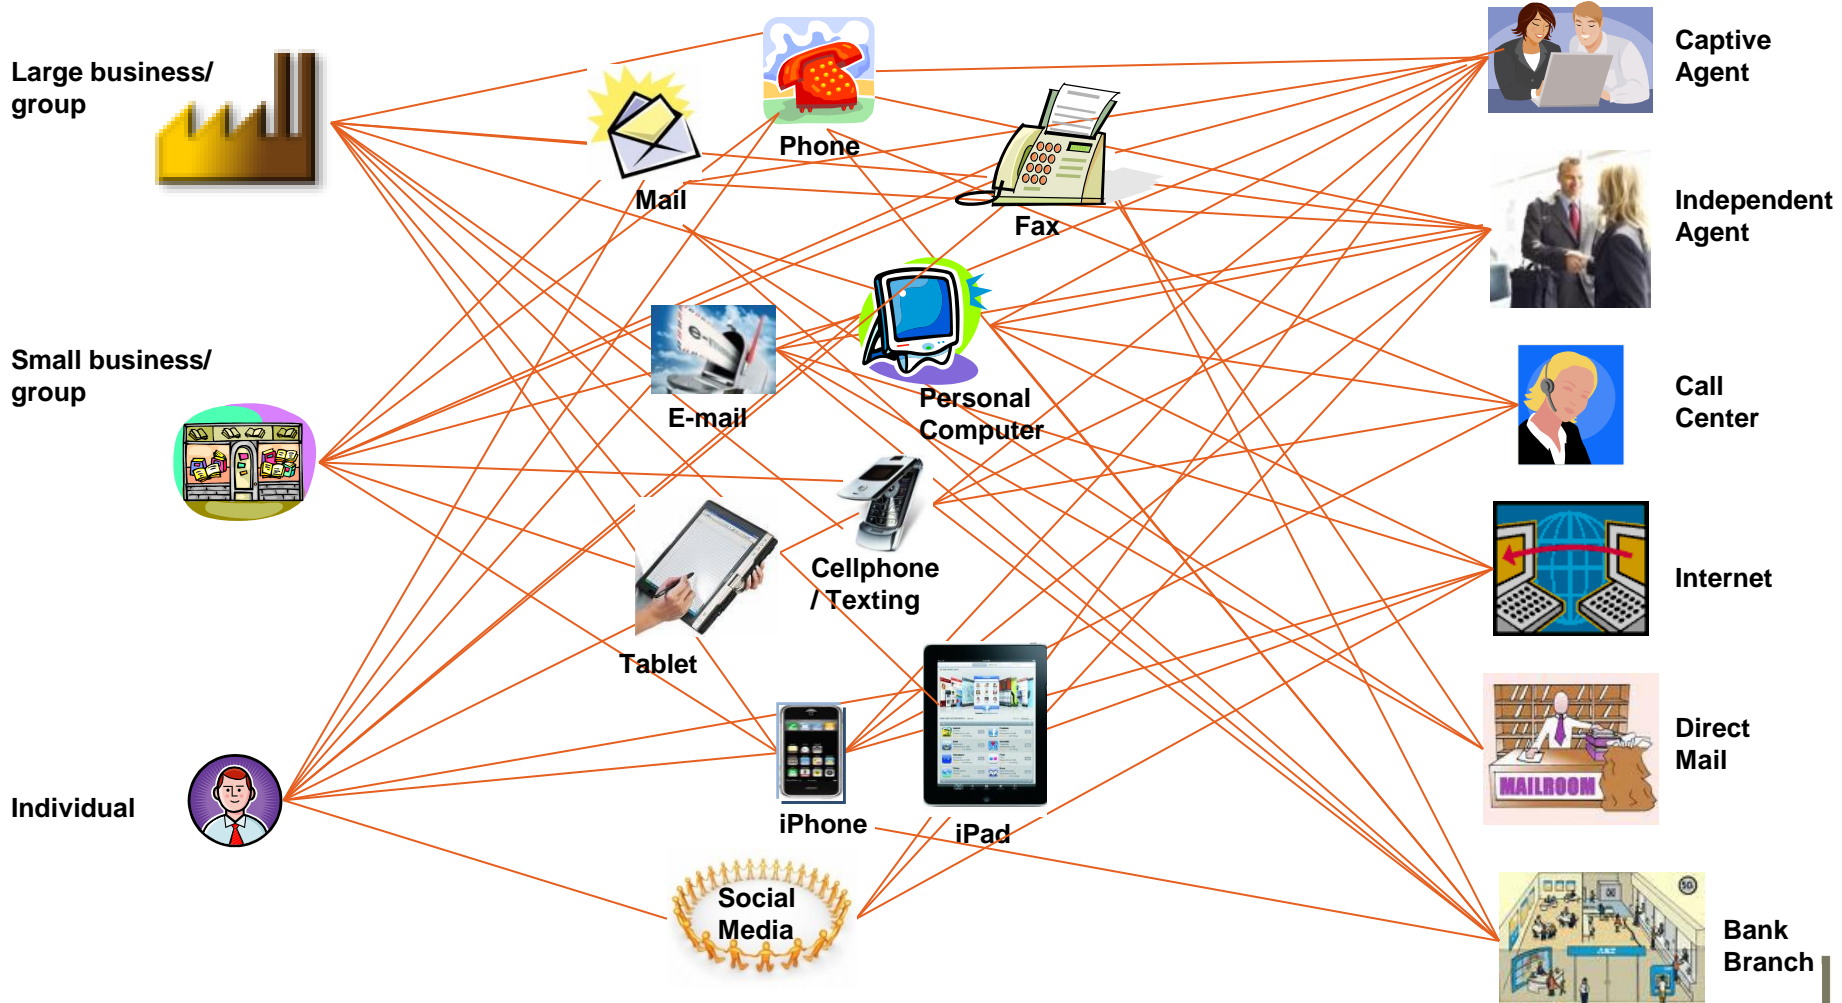 Large business/
group
Small business/
group
Individual
Mail
Phone
Fax
E-mail
Personal
Computer
Cellphone
/ Texting
Tablet
iPhone
iPad
Social
Media
Captive
Agent
Independent
Agent
Call
Center
Internet
Direct
Mail
MAILROOM
Bank
Branch